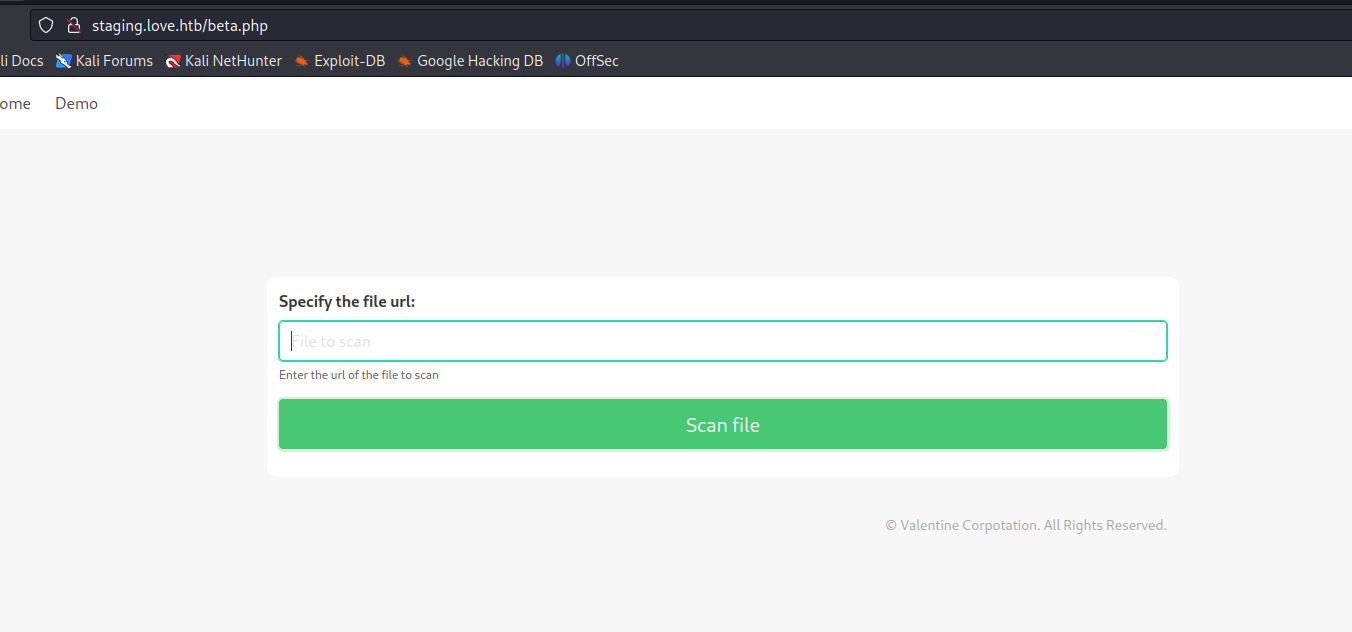 staging.love.htb/beta.php
li Docs Kali Forums Kali NetHunter Exploit-DB Google Hacking DB OffSec
ome Demo
Specify the file url:
File to scan
Enter the url of the file to scan
Scan file
© Valentine Corpotation. All Rights Reserved.